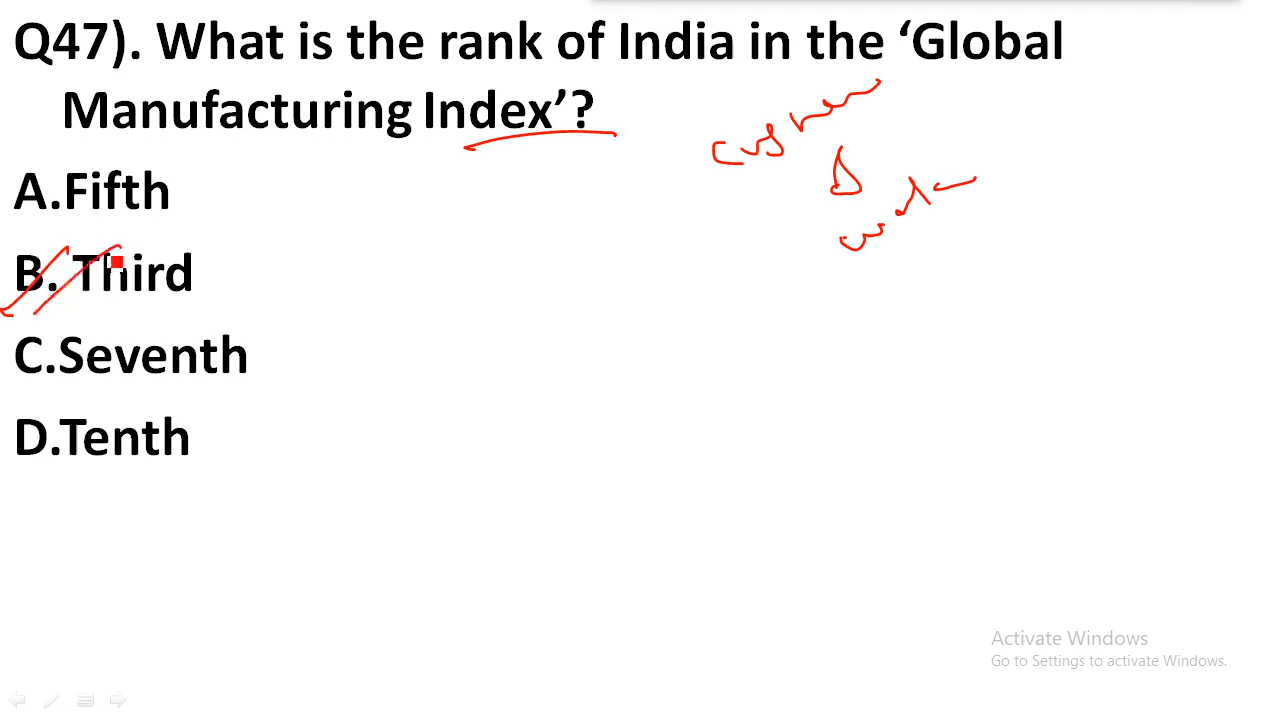 Q47). What is the rank of India in the ‘Global
Manufacturing Index’?
A.Fifth
B. Third
C.Seventh
D.Tenth
Activate Windows
Go to Settings to activate Windows.